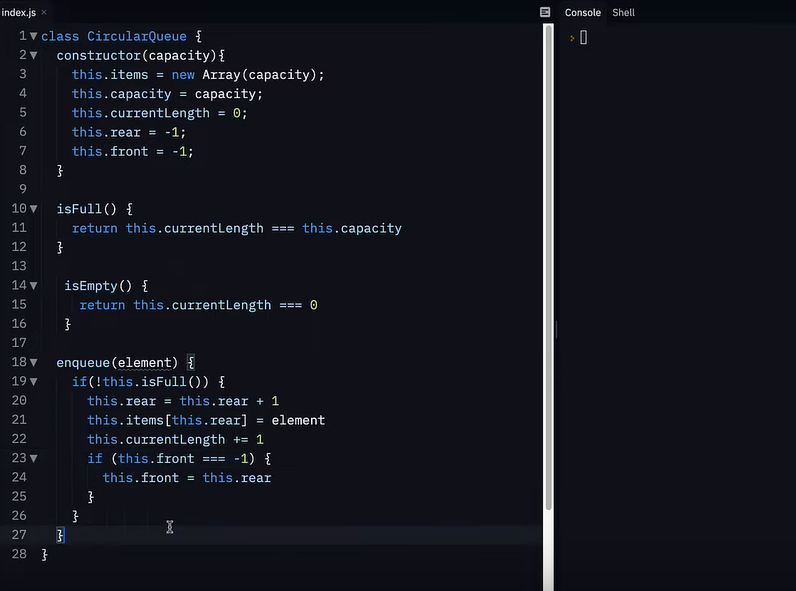 index.js ×
Console Shell
1 class CircularQueue {
2 constructor(capacity){
3 this.items = new Array(capacity);
4 this.capacity = capacity;
5 this.currentLength = 0;
6 this.rear = -1;
7 this.front = -1;
8 }
9
10 isFull() {
11 return this.currentLength === this.capacity
12 }
13
14 isEmpty() {
15 return this.currentLength === 0
16 }
17
18 enqueue(element) {
19 if(!this.isFull()) {
20 this.rear = this.rear + 1
21 this.items[this.rear] = element
22 this.currentLength += 1
23 if (this.front === -1) {
24 this.front = this.rear
25 }
26 }
27 }
28 }